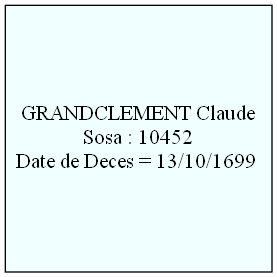 GRANDCLEMENT Claude
Sosa : 10452
Date de Deces = 13/10/1699